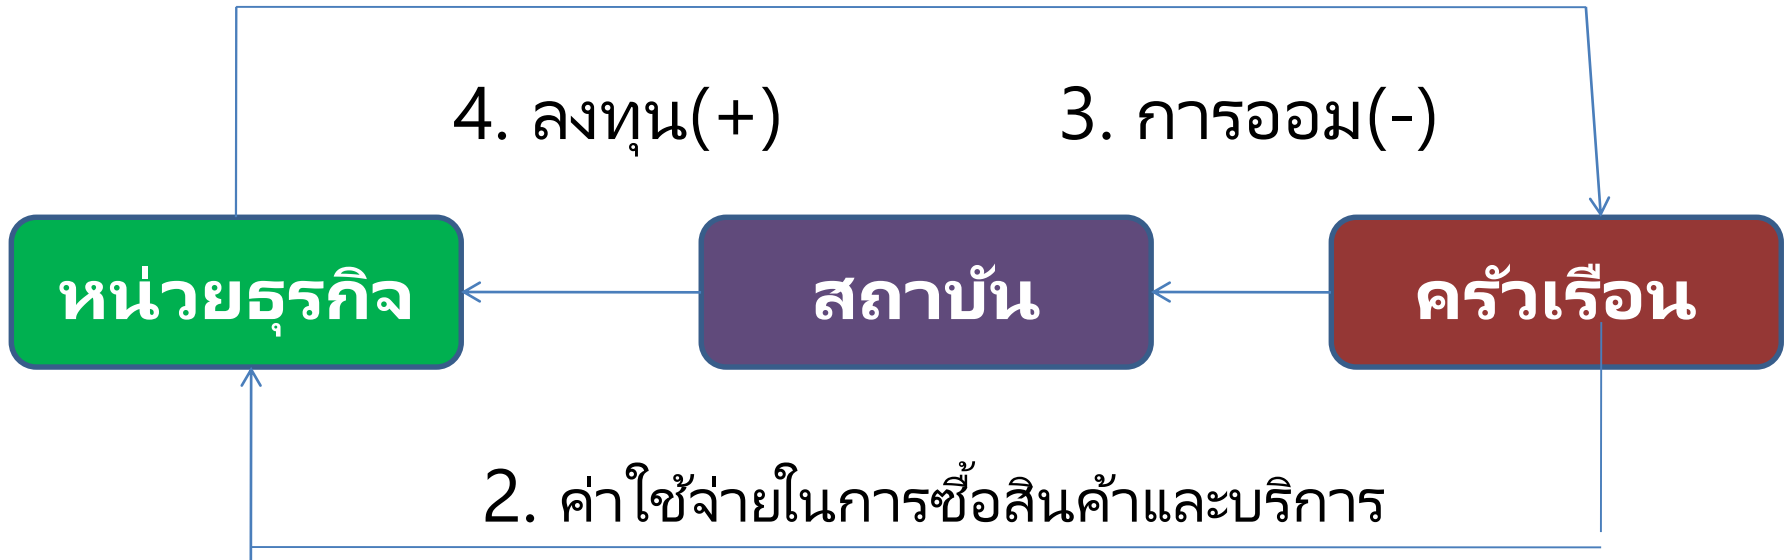 4. ลงทุน(+) 3. การออม(-)
หน่วยธุรกิจ สถาบัน ครัวเรือน
2. ค่าใช้จ่ายในการซื้อสินค้าและบริการ